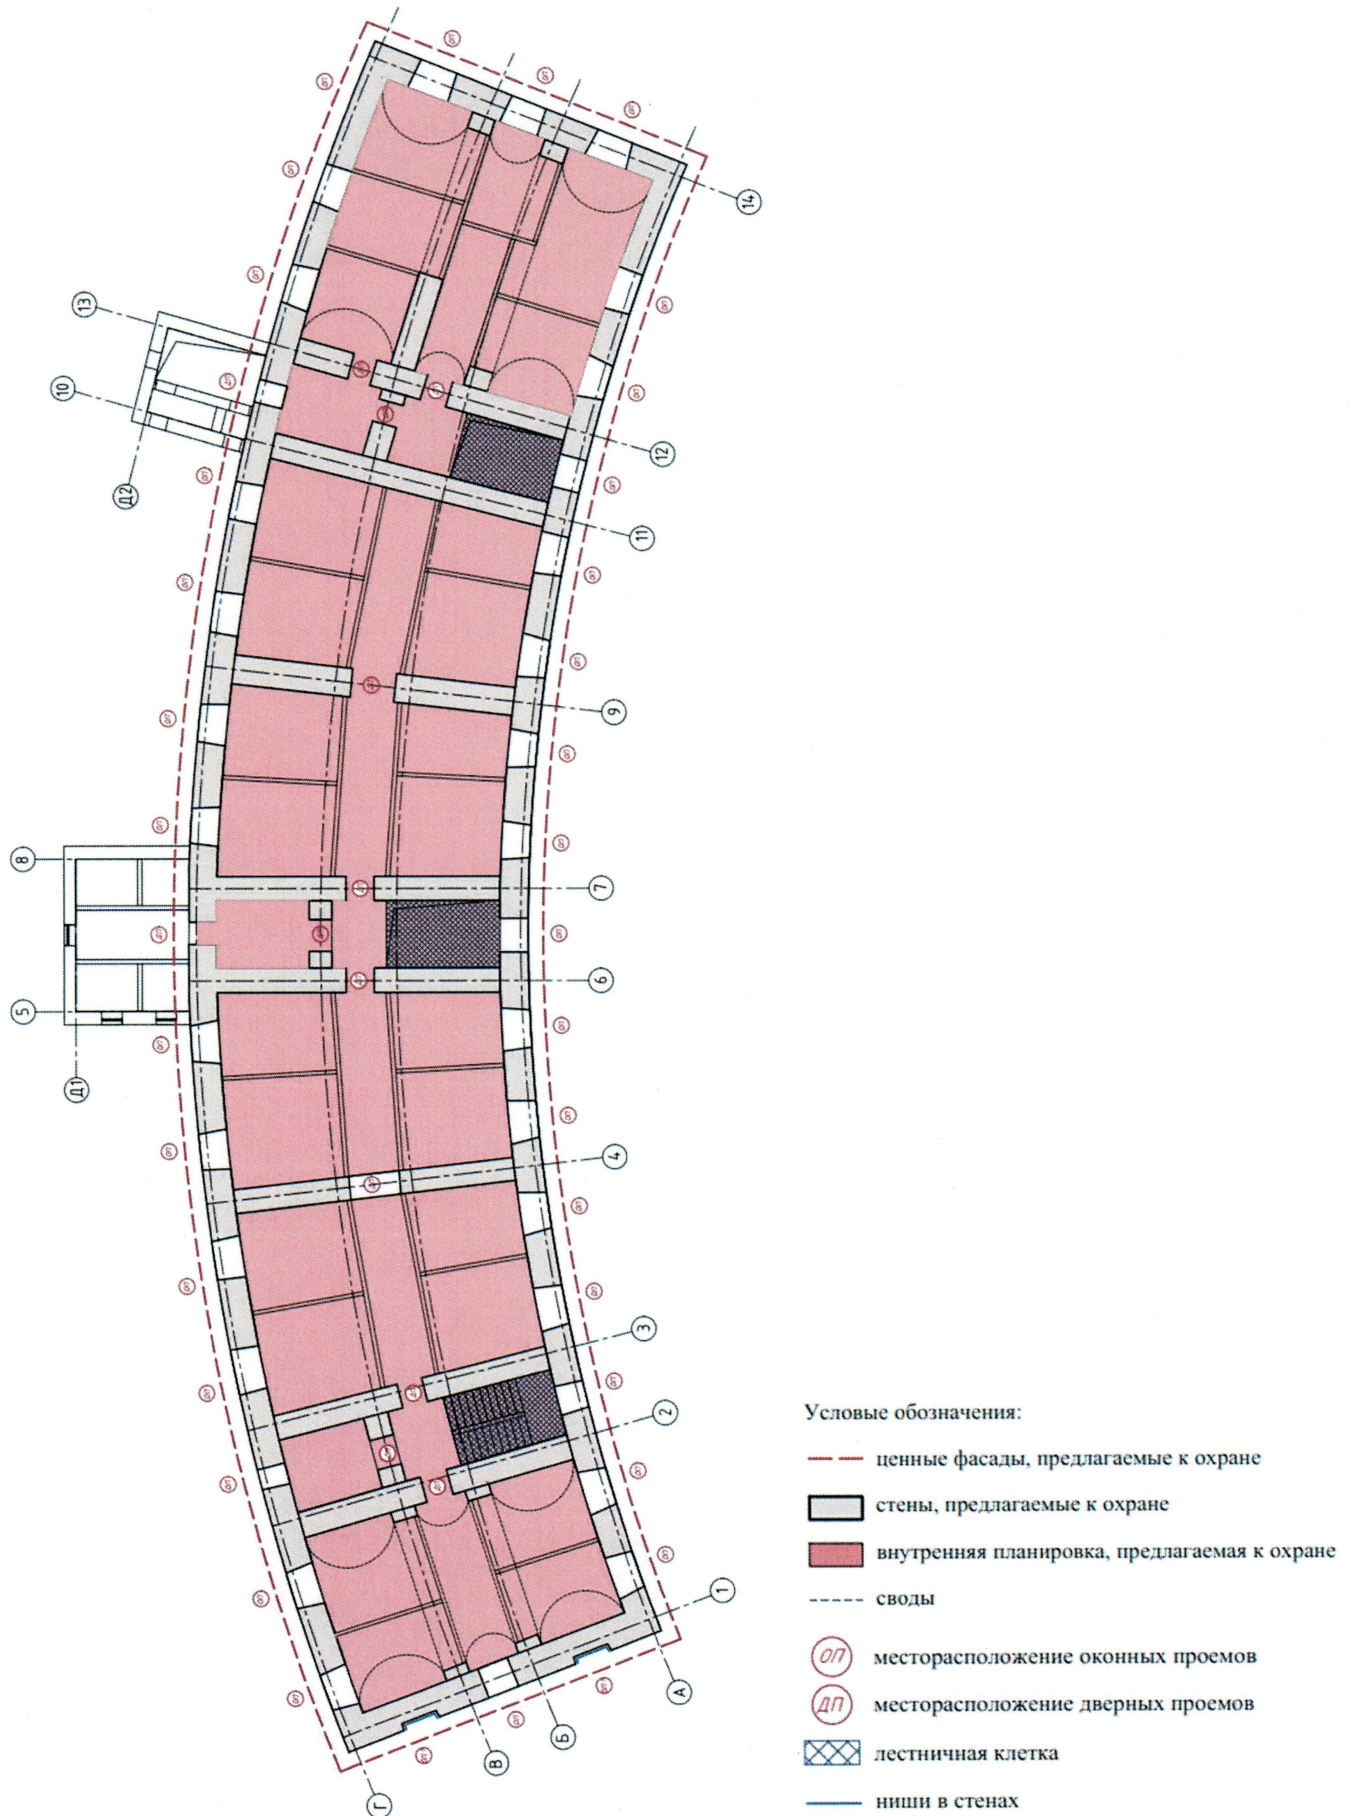 14
13
10
12
Д2
11
9
8
7
6
5
Д1
4
3
2
1
А
Б
В
Г
Условые обозначения:
ценные фасады, предлагаемые к охране
стены, предлагаемые к охране
внутренняя планировка, предлагаемая к охране
своды
ОП месторасположение оконных проемов
ДП месторасположение дверных проемов
лестничная клетка
ниши в стенах